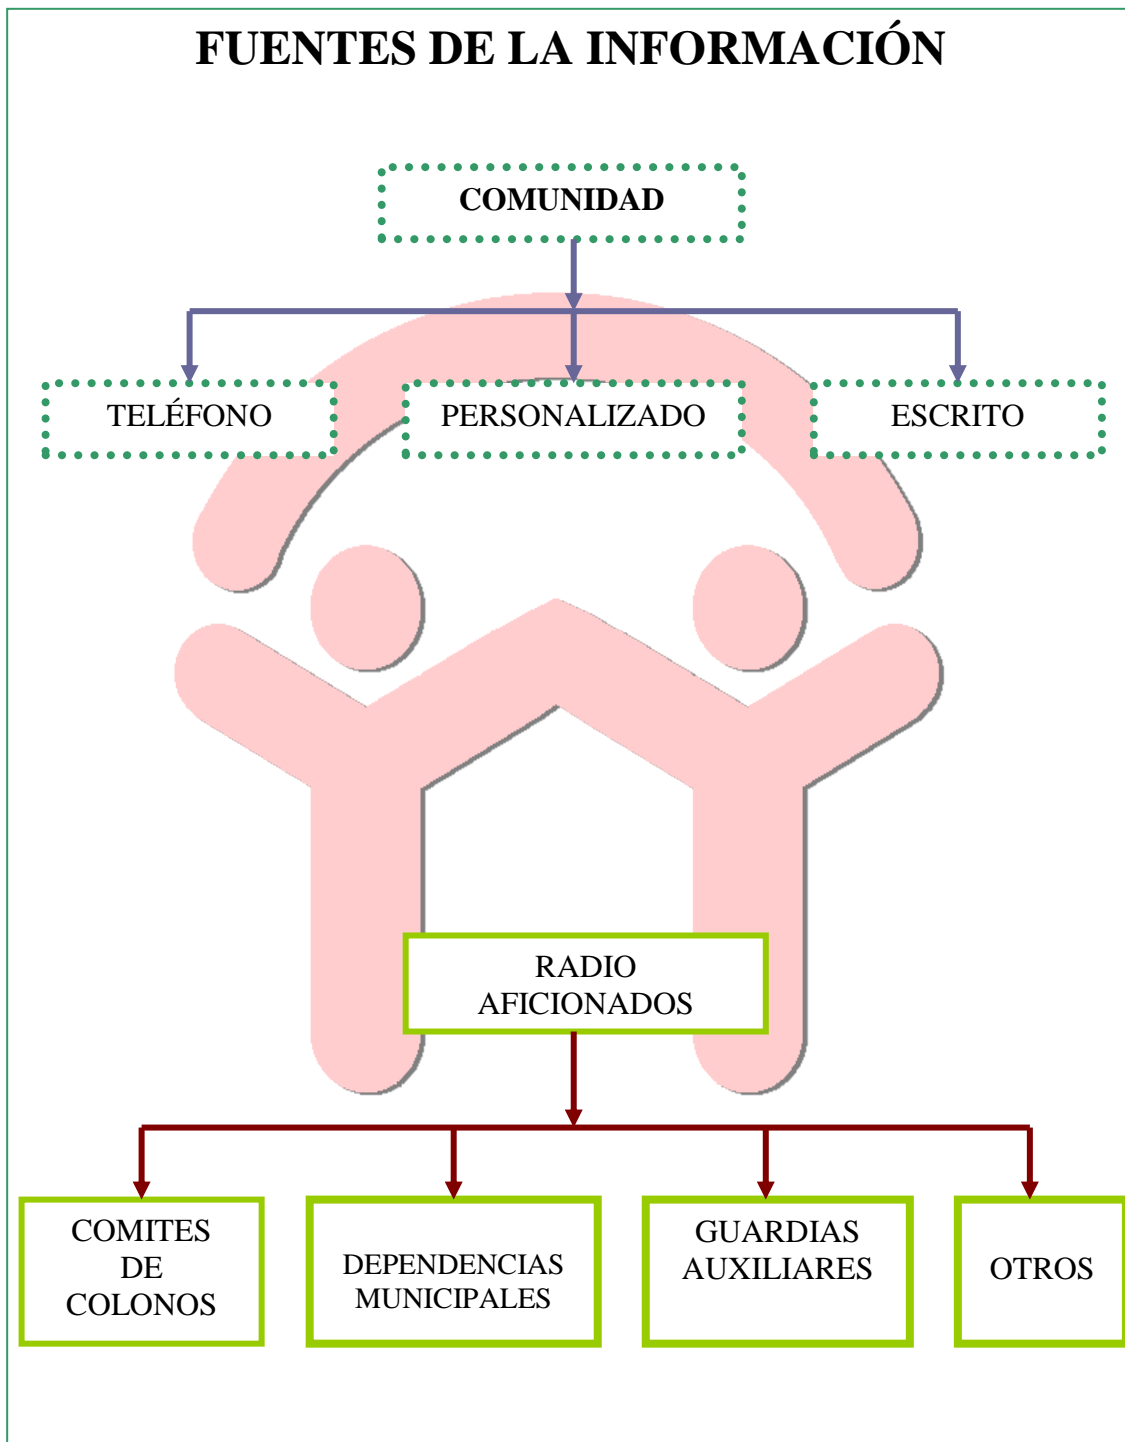 FUENTES DE LA INFORMACIÓN
COMUNIDAD
TELÉFONO
PERSONALIZADO
ESCRITO
RADIO
AFICIONADOS
COMITES
DE
COLONOS
DEPENDENCIAS
MUNICIPALES
GUARDIAS
AUXILIARES
OTROS